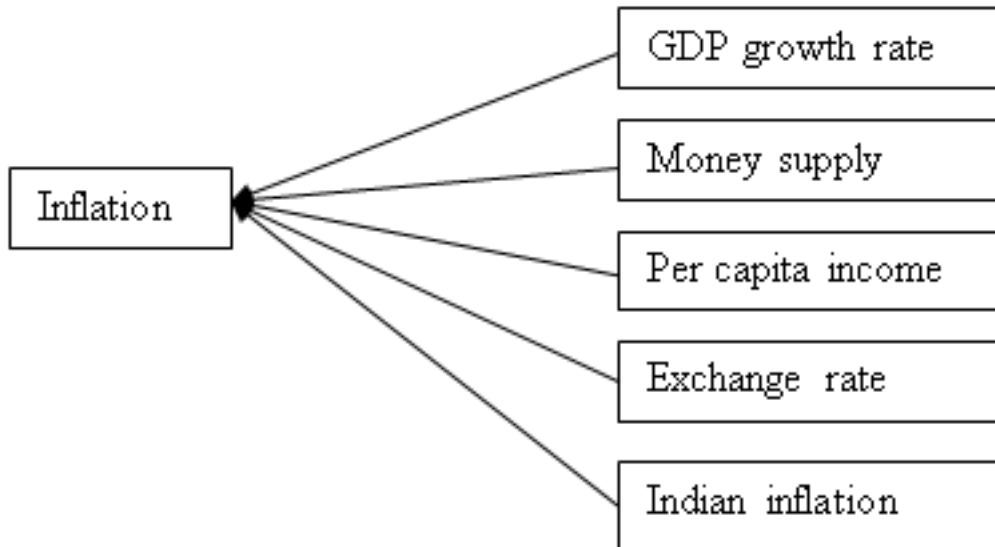 GDP growth rate
Money supply
Inflation
Per capita income
Exchange rate
Indian inflation